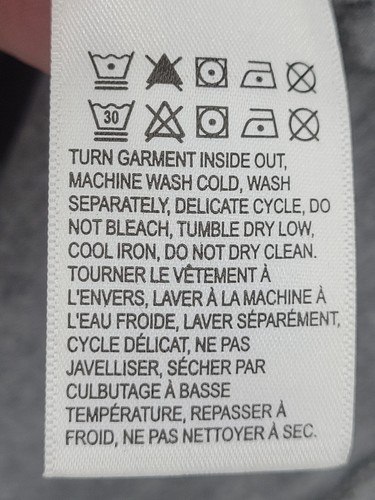 30
TURN GARMENT INSIDE OUT,
MACHINE WASH COLD, WASH
SEPARATELY, DELICATE CYCLE, DO
NOT BLEACH, TUMBLE DRY LOW,
COOL IRON, DO NOT DRY CLEAN.
TOURNER LE VÊTEMENT À
L'ENVERS, LAVER À LA MACHINE À
L'EAU FROIDE, LAVER SÉPARÉMENT,
CYCLE DÉLICAT, NE PAS
JAVELLISER, SÉCHER PAR
CULBUTAGE À BASSE
TEMPÉRATURE, REPASSER À
FROID, NE PAS NETTOYER À SEC.